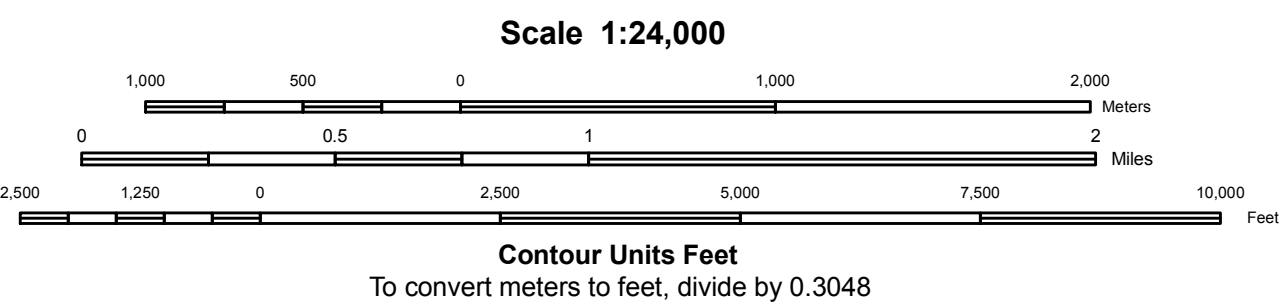 Scale 1:24,000
1,000 500 0 1,000 2,000
Meters
0 0.5 1 2
Miles
2,500 1,250 0 2,500 5,000 7,500 10,000
Feet
Contour Units Feet
To convert meters to feet, divide by 0.3048